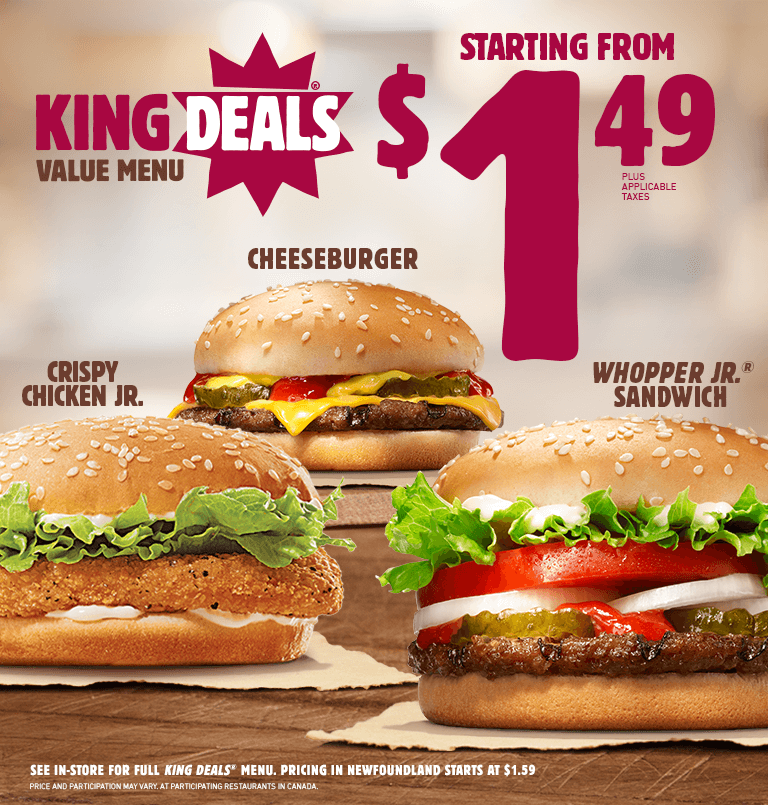 KING DEALS®
VALUE MENU
STARTING FROM
$1 49
PLUS
APPLICABLE
TAXES
CHEESEBURGER
CRISPY
CHICKEN JR.
WHOPPER JR.®
SANDWICH
SEE IN-STORE FOR FULL KING DEALS® MENU. PRICING IN NEWFOUNDLAND STARTS AT $1.59
PRICE AND PARTICIPATION MAY VARY. AT PARTICIPATING RESTAURANTS IN CANADA.